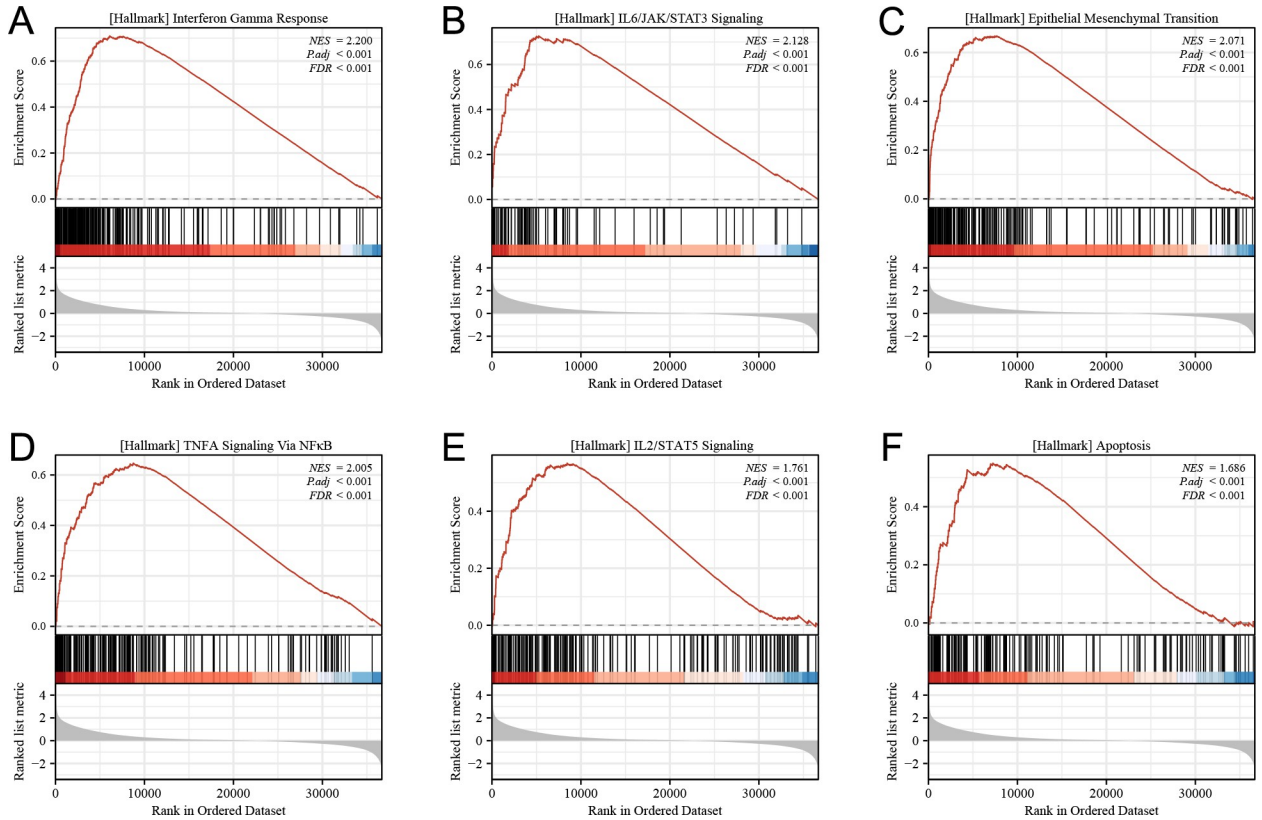 A
[Hallmark] Interferon Gamma Response
NES = 2.200
P.adj < 0.001
FDR < 0.001
Enrichment Score
0.6
0.4
0.2
0.0
Ranked list metric
4
2
0
−2
0 10000 20000 30000
Rank in Ordered Dataset
B
[Hallmark] IL6/JAK/STAT3 Signaling
NES = 2.128
P.adj < 0.001
FDR < 0.001
Enrichment Score
0.6
0.4
0.2
0.0
Ranked list metric
4
2
0
−2
0 10000 20000 30000
Rank in Ordered Dataset
C
[Hallmark] Epithelial Mesenchymal Transition
NES = 2.071
P.adj < 0.001
FDR < 0.001
Enrichment Score
0.6
0.4
0.2
0.0
Ranked list metric
4
2
0
−2
0 10000 20000 30000
Rank in Ordered Dataset
D
[Hallmark] TNFA Signaling Via NFκB
NES = 2.005
P.adj < 0.001
FDR < 0.001
Enrichment Score
0.6
0.4
0.2
0.0
Ranked list metric
4
2
0
−2
0 10000 20000 30000
Rank in Ordered Dataset
E
[Hallmark] IL2/STAT5 Signaling
NES = 1.761
P.adj < 0.001
FDR < 0.001
Enrichment Score
0.4
0.2
0.0
Ranked list metric
4
2
0
−2
0 10000 20000 30000
Rank in Ordered Dataset
F
[Hallmark] Apoptosis
NES = 1.686
P.adj < 0.001
FDR < 0.001
Enrichment Score
0.4
0.2
0.0
Ranked list metric
4
2
0
−2
0 10000 20000 30000
Rank in Ordered Dataset